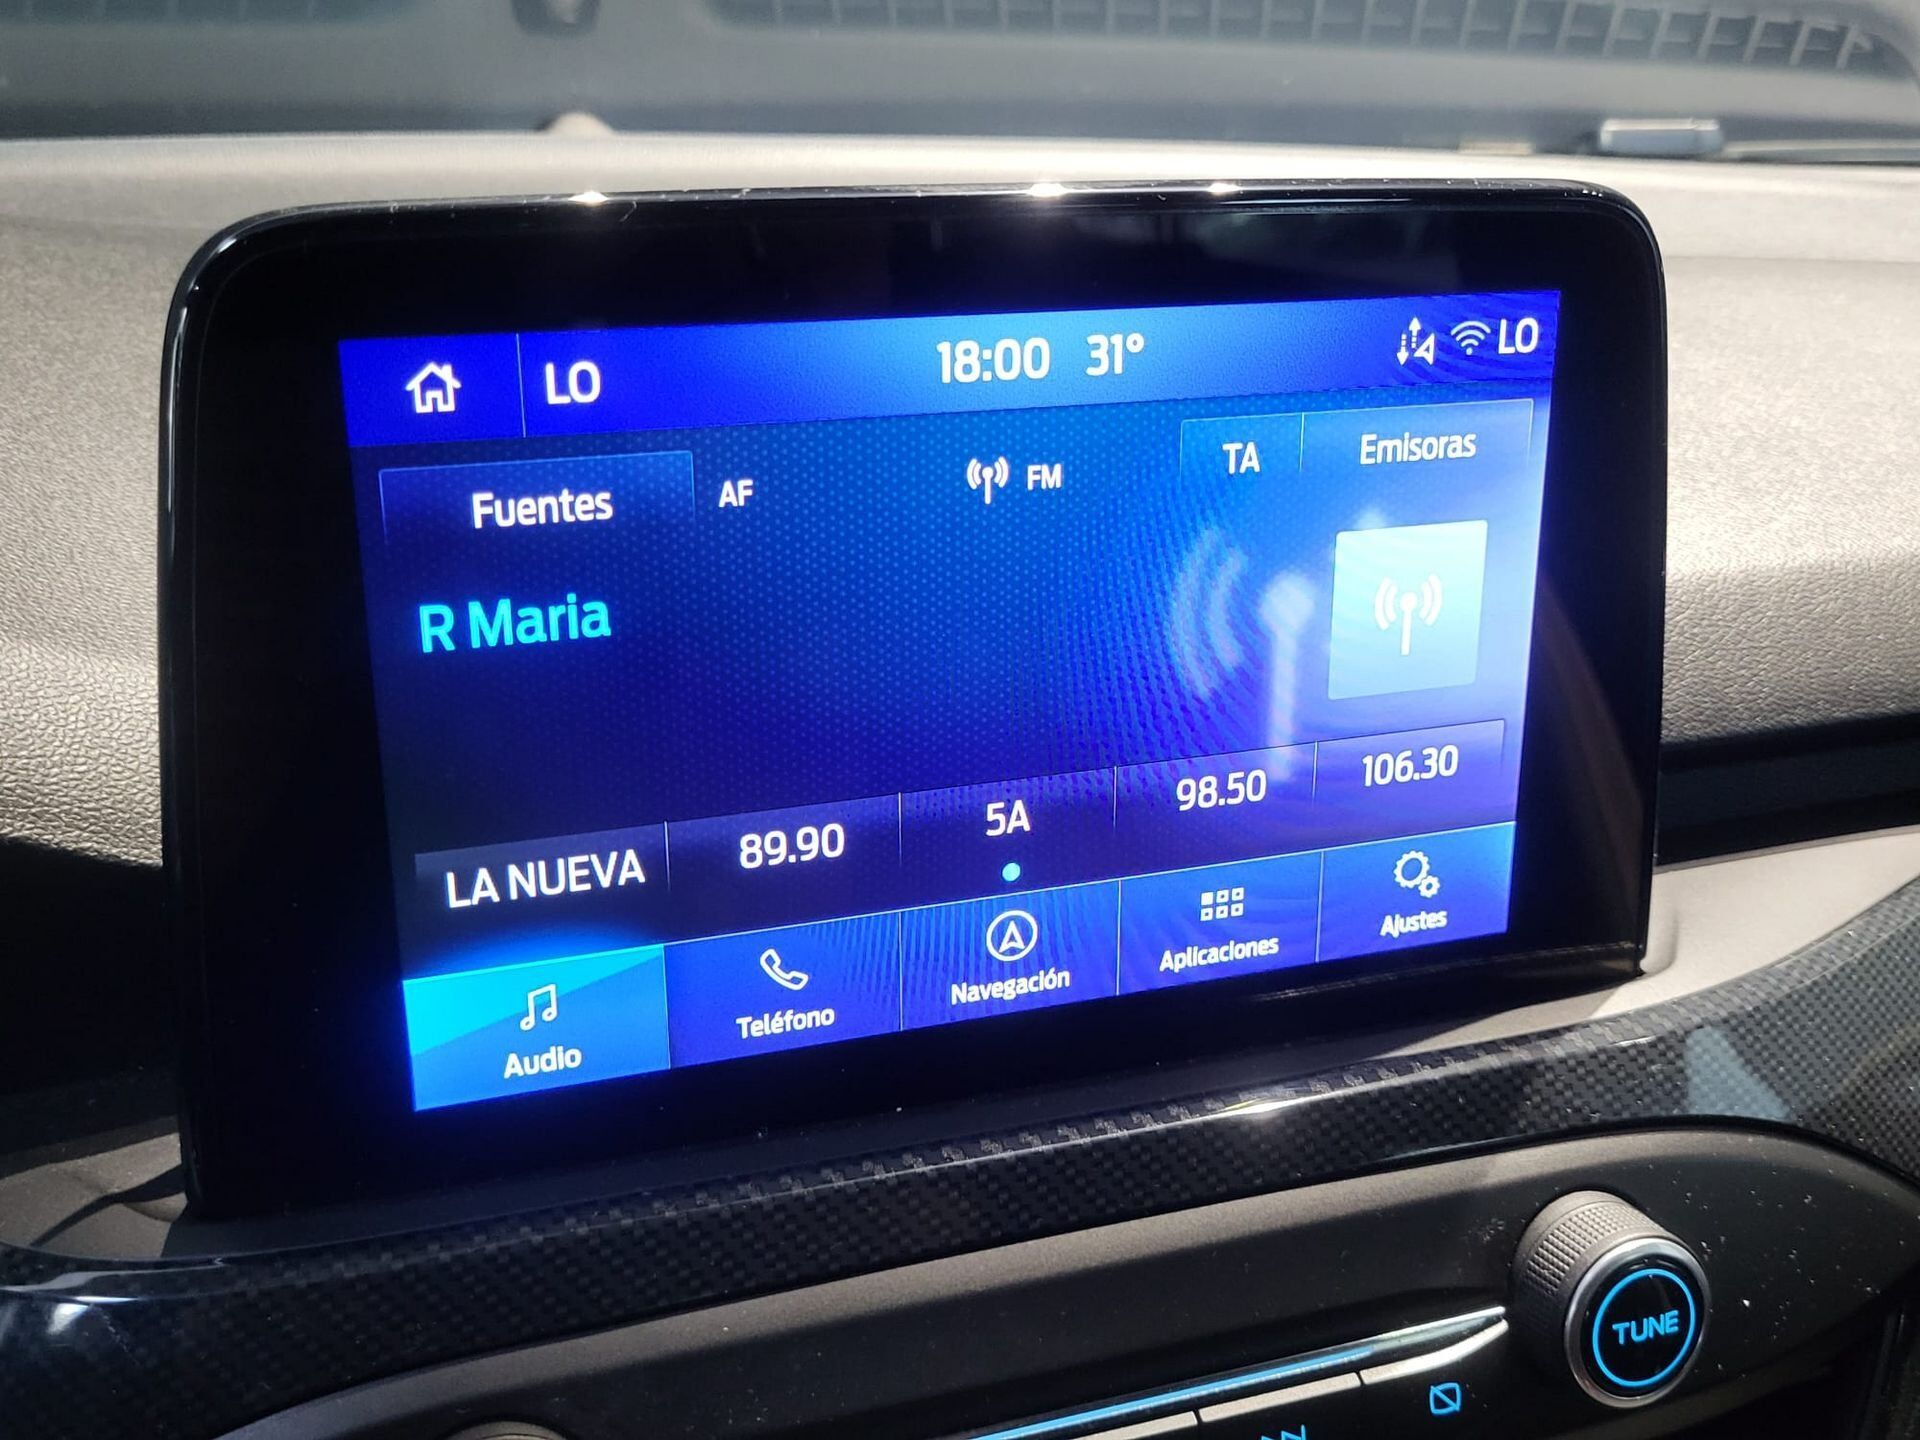 LO
18:00 31°
LO
Fuentes
AF
FM
TA
Emisoras
R Maria
LA NUEVA
89.90
5A
98.50
106.30
Audio
Teléfono
Navegación
Aplicaciones
Ajustes
TUNE